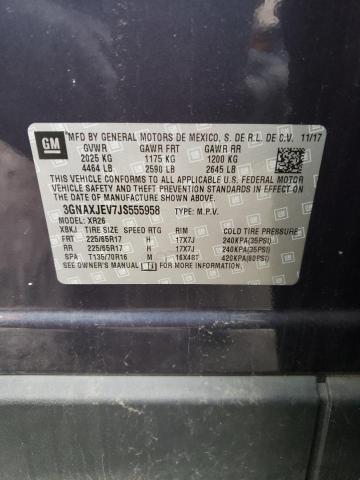 GM
MFD BY GENERAL MOTORS DE MEXICO, S. DE R.L. DE C.V. 11/17
GVWR GAWR FRT GAWR RR
2025 KG 1175 KG 1200 KG
4464 LB 2590 LB 2645 LB
THIS VEHICLE CONFORMS TO ALL APPLICABLE U.S. FEDERAL MOTOR
VEHICLE SAFETY, BUMPER, AND THEFT PREVENTION STANDARDS
IN EFFECT ON THE DATE OF MANUFACTURE SHOWN ABOVE.
3GNAXJEV7JS555958 TYPE: M.P.V.
MODEL: XR26
XBKJ TIRE SIZE SPEED RTG RIM COLD TIRE PRESSURE
FRT 225/65R17 H 17X7J 240KPA(35PSI)
RR 225/65R17 H 17X7J 240KPA(35PSI)
SPA T135/70R16 M 16X4BT 420KPA(60PSI)
SEE OWNER'S MANUAL FOR ADDITIONAL INFORMATION.